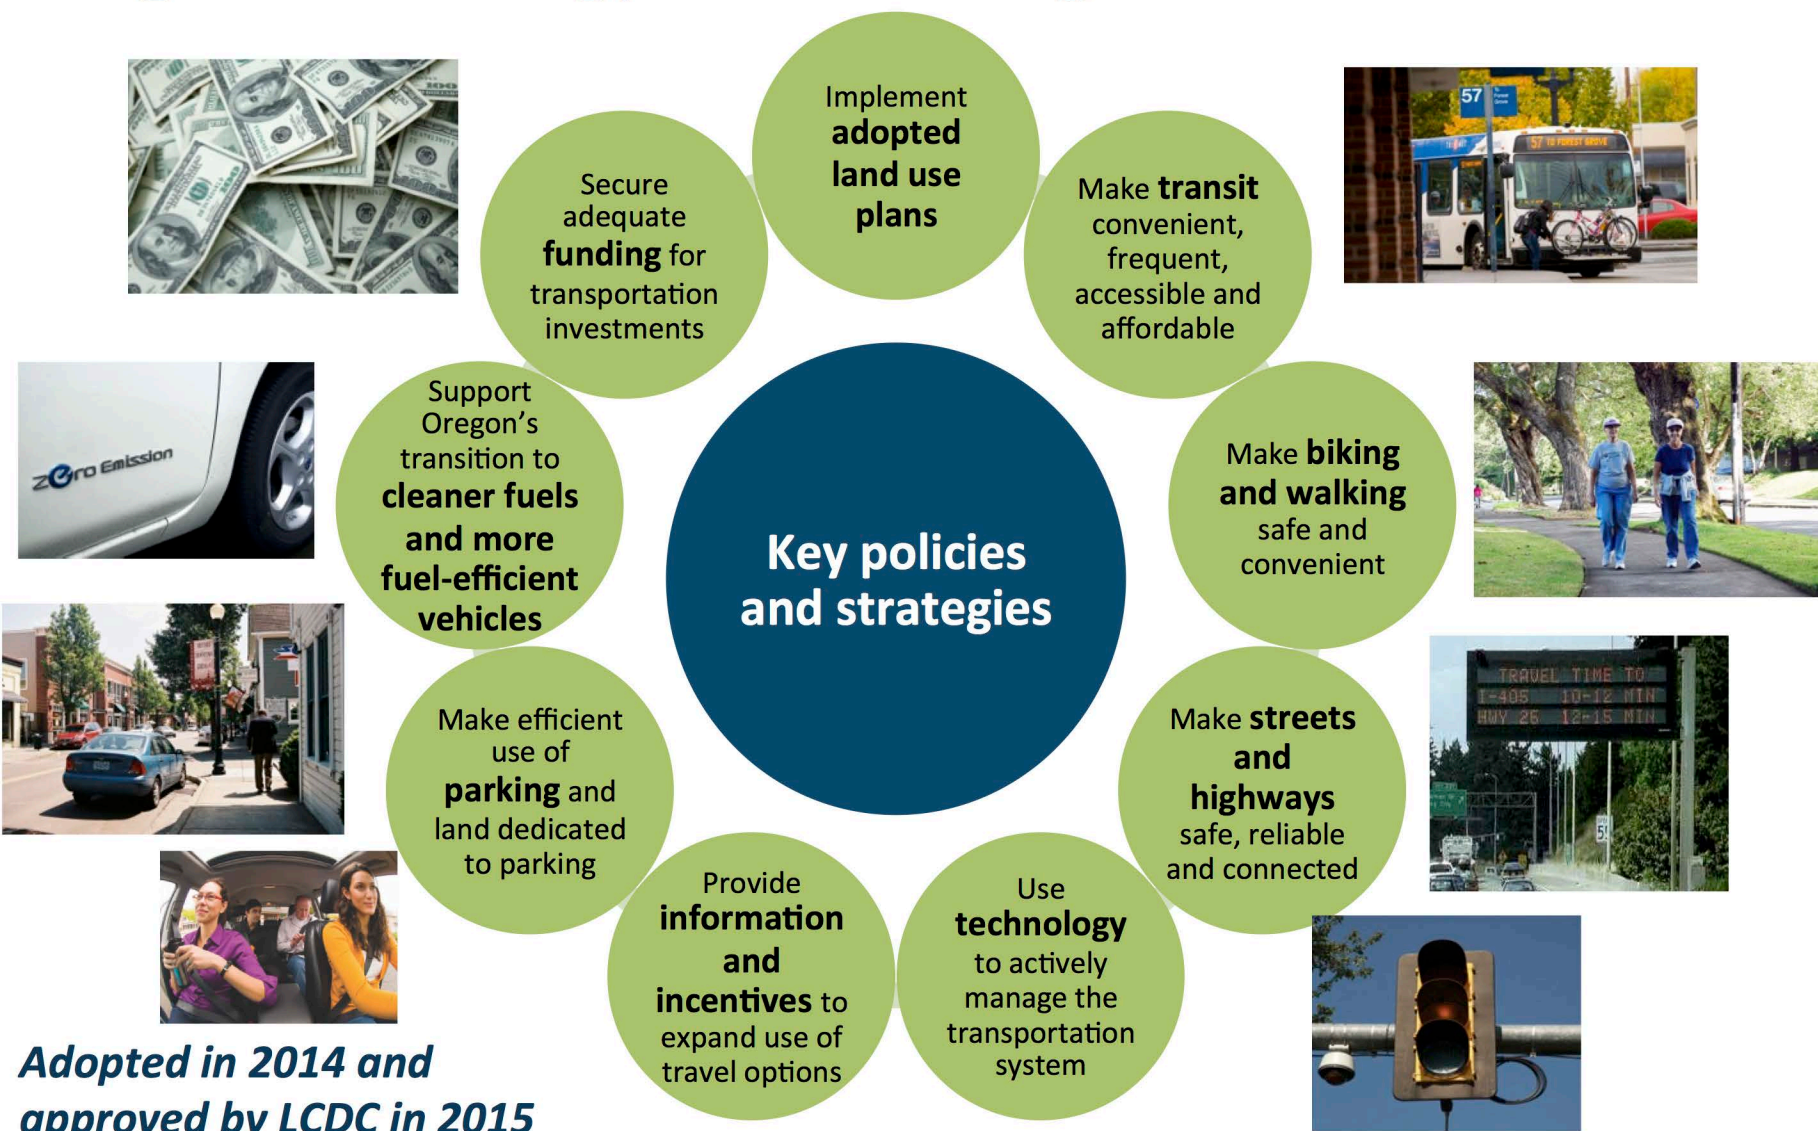 Implement
adopted
land use
plans
Make transit
convenient,
frequent,
accessible and
affordable
Make biking
and walking
safe and
convenient
Make streets
and
highways
safe, reliable
and connected
Use
technology
to actively
manage the
transportation
system
Provide
information
and
incentives to
expand use of
travel options
Make efficient
use of
parking and
land dedicated
to parking
Support
Oregon’s
transition to
cleaner fuels
and more
fuel-efficient
vehicles
Secure
adequate
funding for
transportation
investments
Key policies
and strategies
57
57 TO FOREST GROVE
TRAVEL TIME TO
I-405 10-12 MIN
HWY 26 12-15 MIN
zero Emission
Adopted in 2014 and
approved by LCDC in 2015